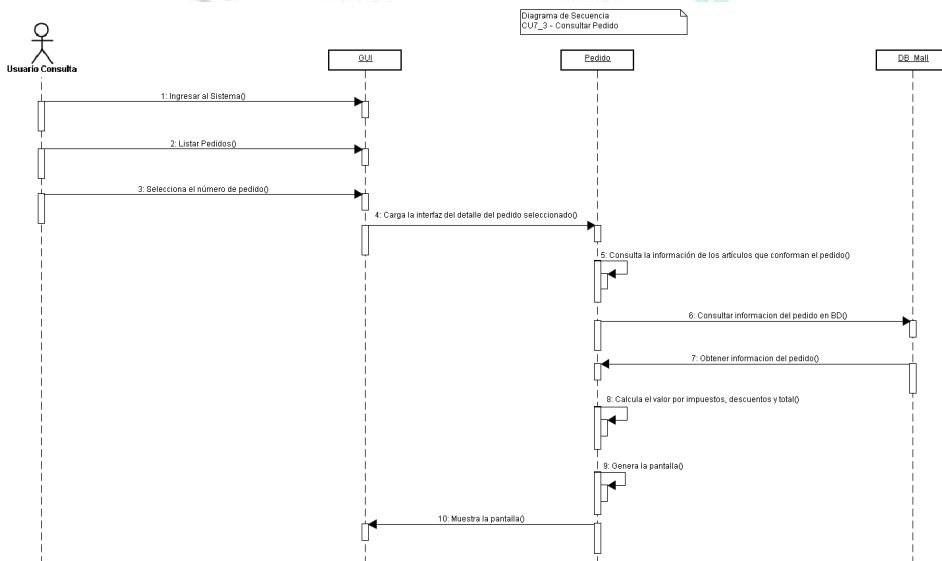 Diagrama de Secuencia
CU7_3 - Consultar Pedido
Usuario Consulta
GUI
Pedido
DB_Mall
1: Ingresar al Sistema()
2: Listar Pedidos()
3: Selecciona el número de pedido()
4: Carga la interfaz del detalle del pedido seleccionado()
5: Consulta la información de los artículos que conforman el pedido()
6: Consultar informacion del pedido en BD()
7: Obtener informacion del pedido()
8: Calcula el valor por impuestos, descuentos y total()
9: Genera la pantalla()
10: Muestra la pantalla()